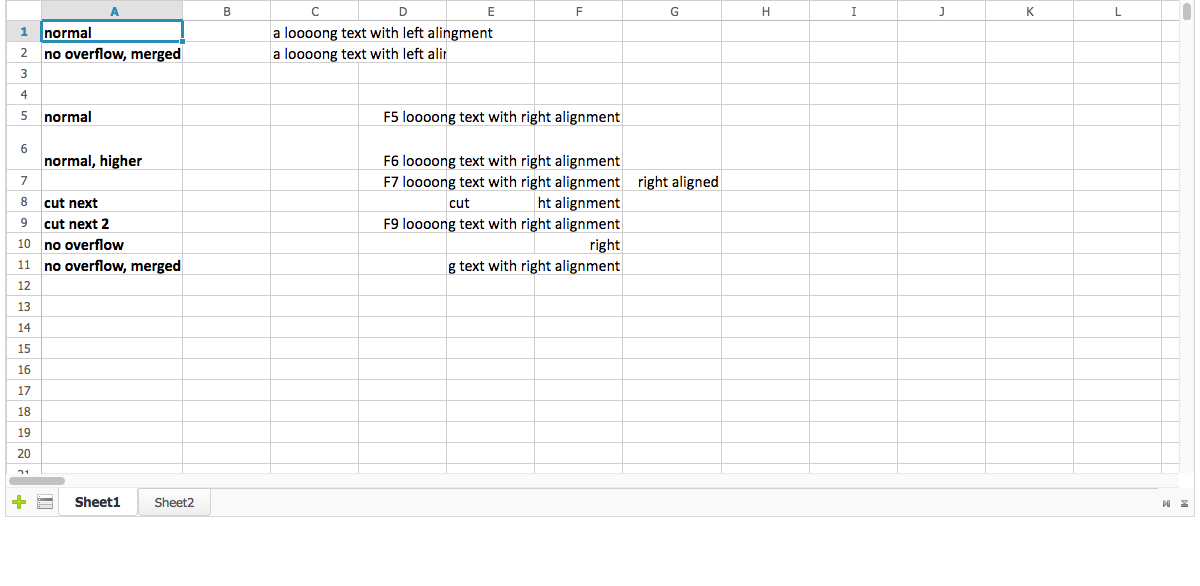 A B C D E F G H I J K L
1 normal a loooong text with left alingment
2 no overflow, merged a loooong text with left alir
3
4
5 normal F5 loooong text with right alignment
6 normal, higher F6 loooong text with right alignment
7 F7 loooong text with right alignment right aligned
8 cut next cut ht alignment
9 cut next 2 F9 loooong text with right alignment
10 no overflow right
11 no overflow, merged g text with right alignment
12
13
14
15
16
17
18
19
20
21
Sheet1 Sheet2